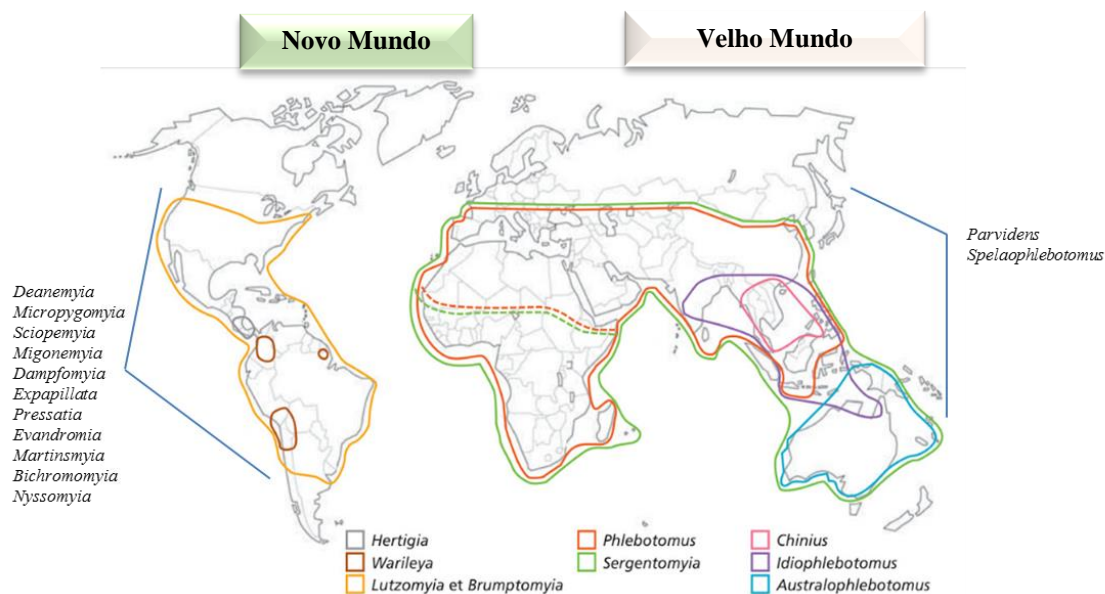 Novo Mundo
Velho Mundo
Deanemyia
Micropygomyia
Sciopemyia
Migonemyia
Dampfomyia
Expapillata
Pressatia
Evandromia
Martinsmyia
Bichromomyia
Nyssomyia
Parvidens
Spelaophlebotomus
Hertigia
Warileya
Lutzomyia et Brumptomyia
Phlebotomus
Sergentomyia
Chinius
Idiophlebotomus
Australophlebotomus